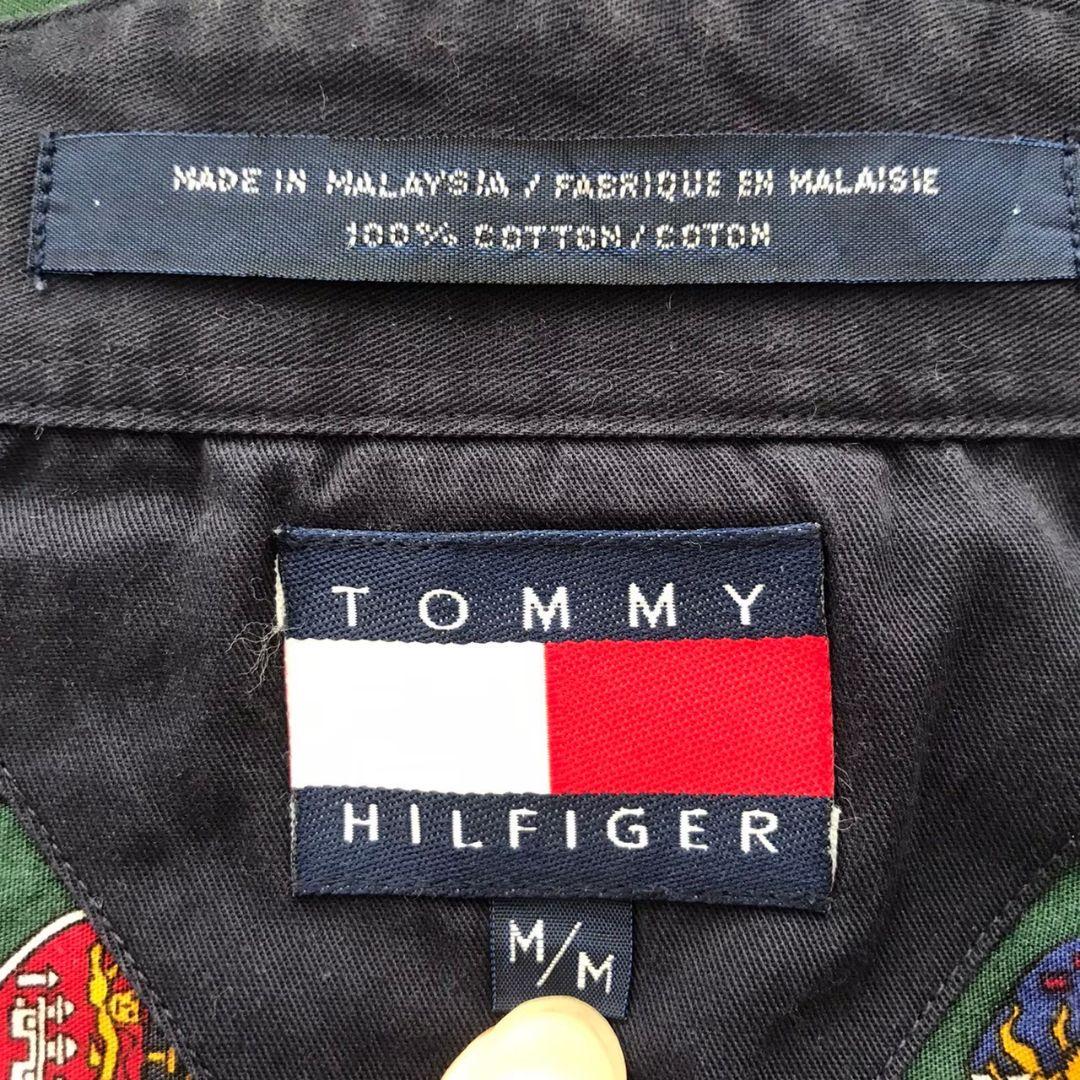 MADE IN MALAYSIA / FABRIQUE EN MALAISIE
100% COTTON / COTON
TOMMY
HILFIGER
M/M